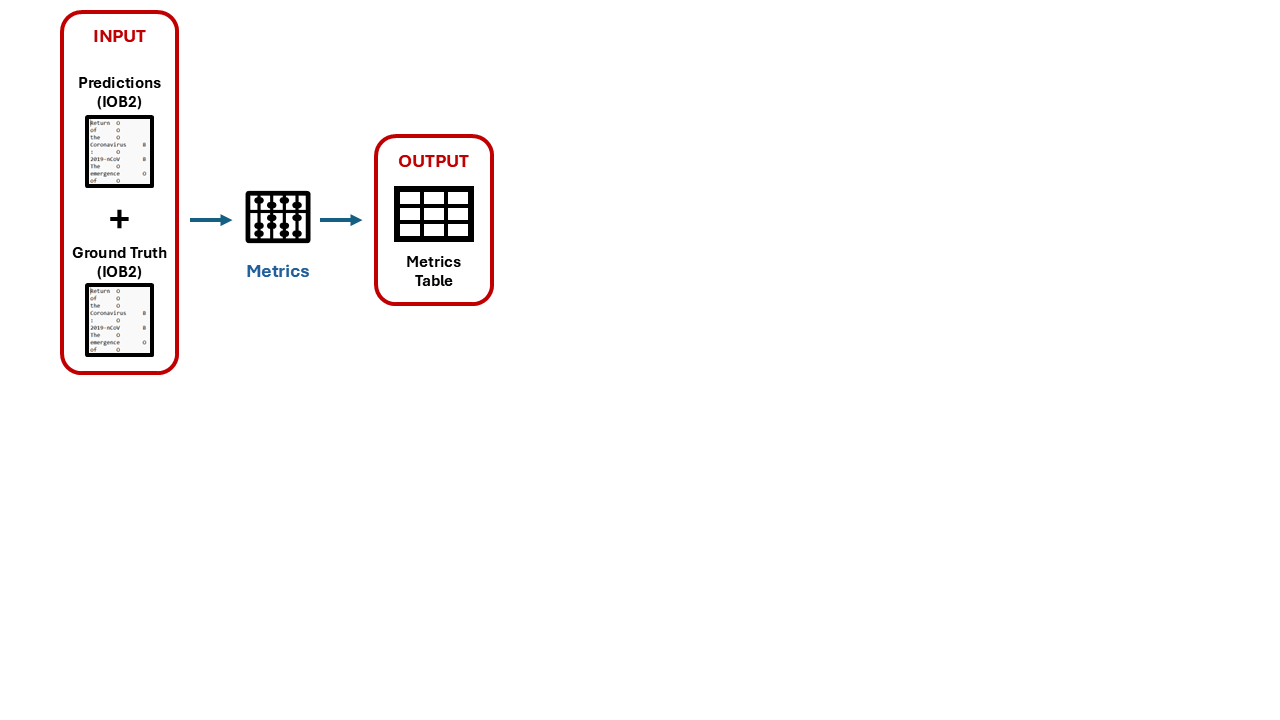 INPUT
Predictions
(IOB2)
Return O
of O
the O
Coronavirus B
: O
2019-nCoV B
The O
emergence O
of O
+
Ground Truth
(IOB2)
Return O
of O
the O
Coronavirus B
: O
2019-nCoV B
The O
emergence O
of O
Metrics
OUTPUT
Metrics
Table